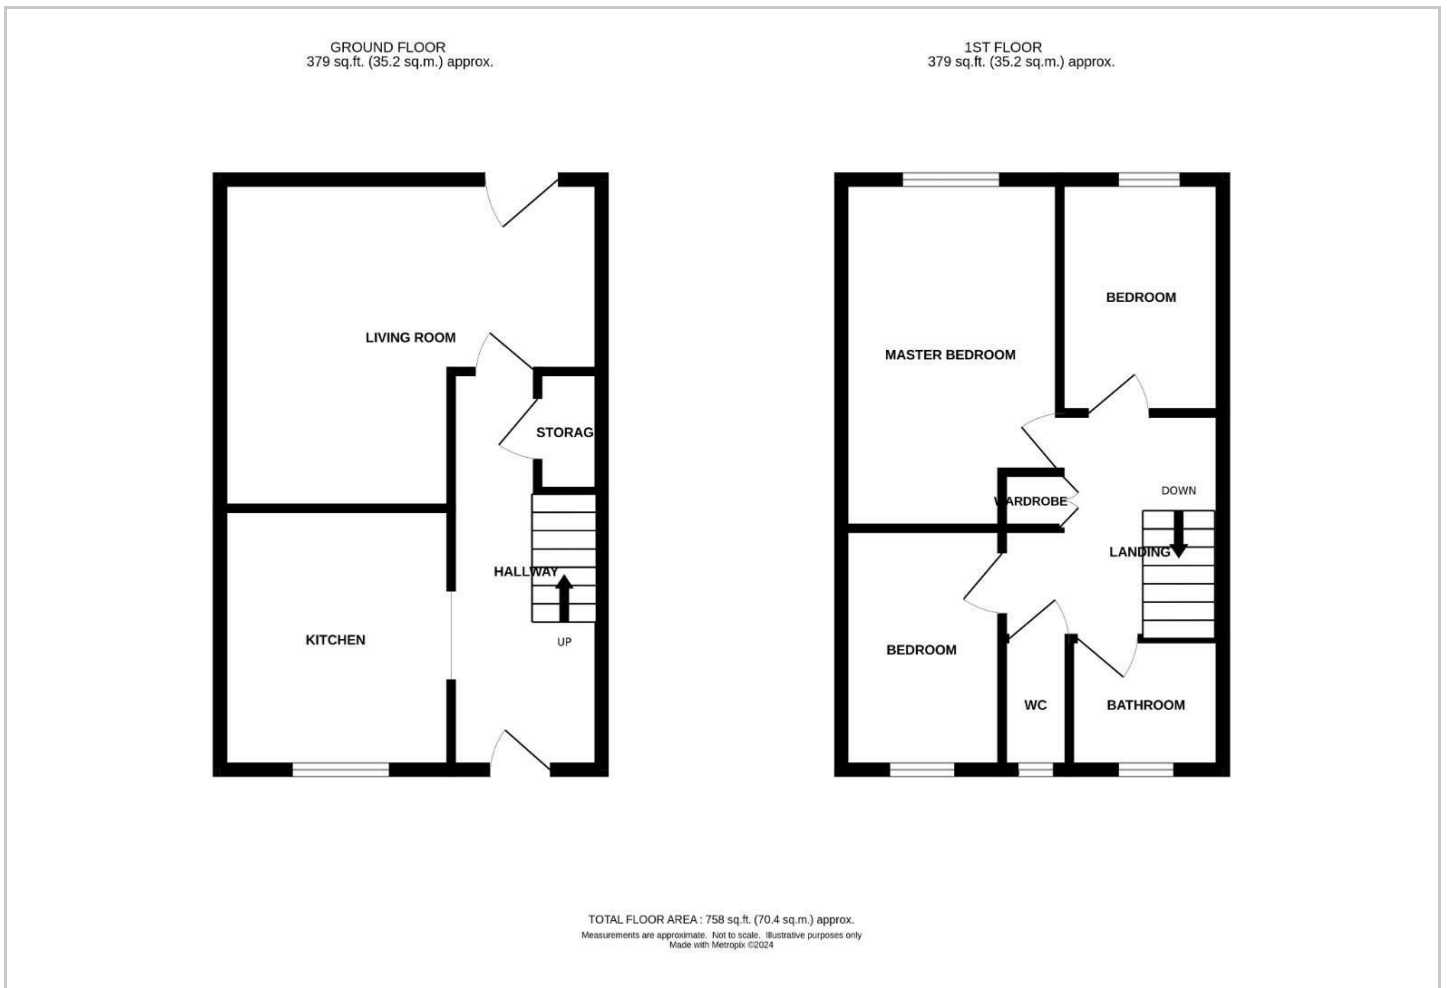 GROUND FLOOR
379 sq.ft. (35.2 sq.m.) approx.
1ST FLOOR
379 sq.ft. (35.2 sq.m.) approx.
LIVING ROOM
STORAG
HALLWAY
KITCHEN
UP
BEDROOM
MASTER BEDROOM
DOWN
WARDROBE
LANDING
BEDROOM
WC
BATHROOM
TOTAL FLOOR AREA : 758 sq.ft. (70.4 sq.m.) approx.
Measurements are approximate. Not to scale. Illustrative purposes only
Made with Metropix ©2024